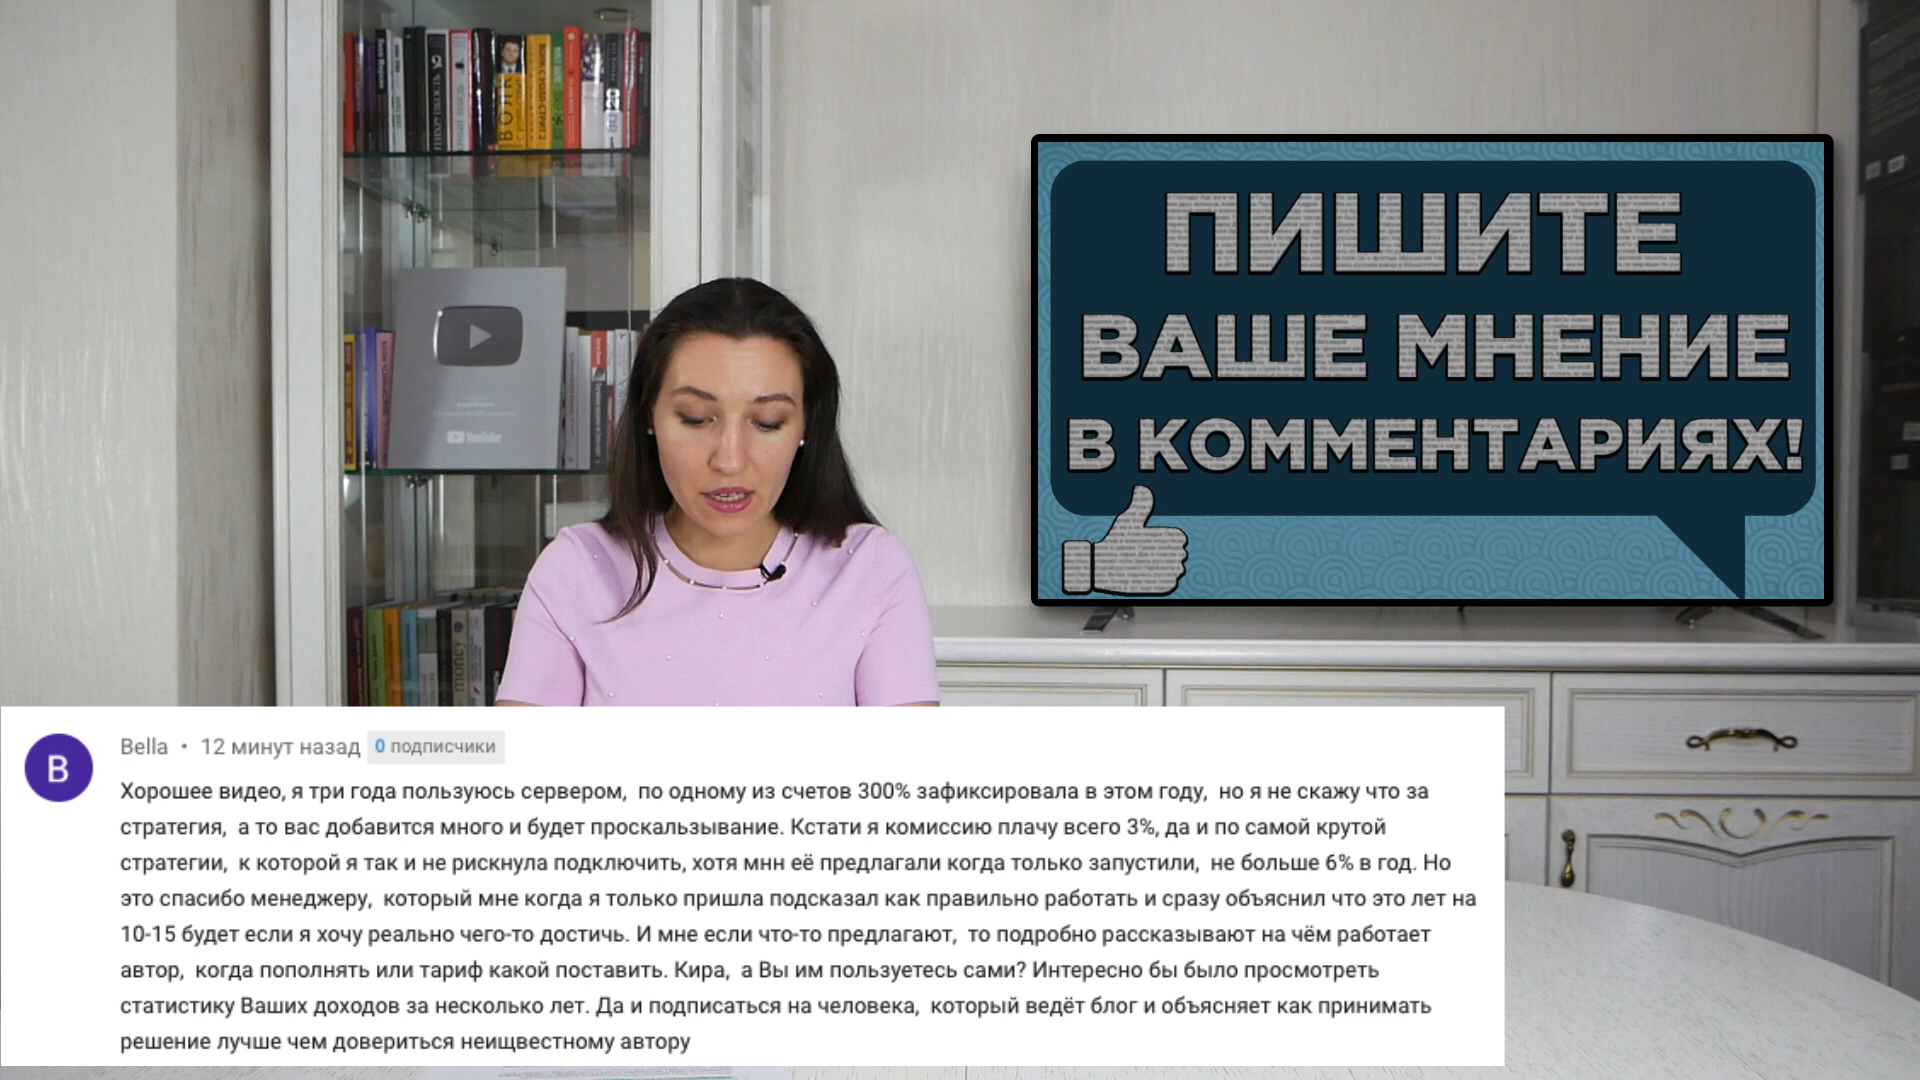 ВОЛК
С УОЛЛ-СТРИТ
80/20
YouTube
money
ПИШИТЕ
ВАШЕ МНЕНИЕ
В КОММЕНТАРИЯХ!
B
Bella • 12 минут назад 0 подписчики
Хорошее видео, я три года пользуюсь сервером, по одному из счетов 300% зафиксировала в этом году, но я не скажу что за
стратегия, а то вас добавится много и будет проскальзывание. Кстати я комиссию плачу всего 3%, да и по самой крутой
стратегии, к которой я так и не рискнула подключить, хотя мнн её предлагали когда только запустили, не больше 6% в год. Но
это спасибо менеджеру, который мне когда я только пришла подсказал как правильно работать и сразу объяснил что это лет на
10-15 будет если я хочу реально чего-то достичь. И мне если что-то предлагают, то подробно рассказывают на чём работает
автор, когда пополнять или тариф какой поставить. Кира, а Вы им пользуетесь сами? Интересно бы было просмотреть
статистику Ваших доходов за несколько лет. Да и подписаться на человека, который ведёт блог и объясняет как принимать
решение лучше чем довериться неищвестному автору